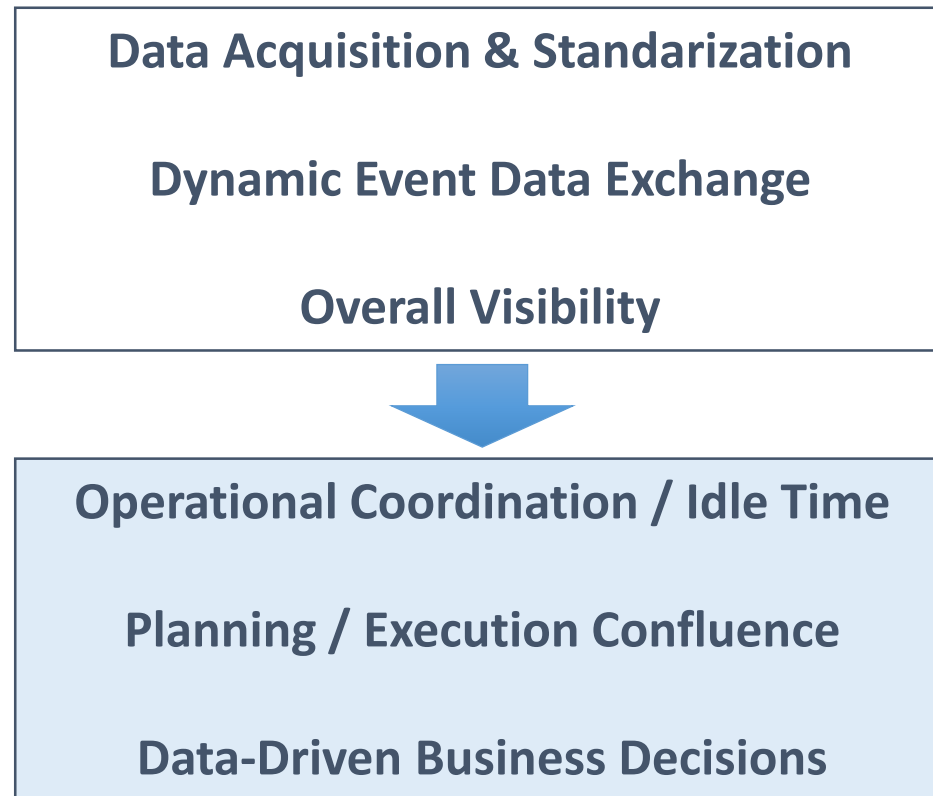 Data Acquisition & Standarization
Dynamic Event Data Exchange
Overall Visibility
Operational Coordination / Idle Time
Planning / Execution Confluence
Data-Driven Business Decisions